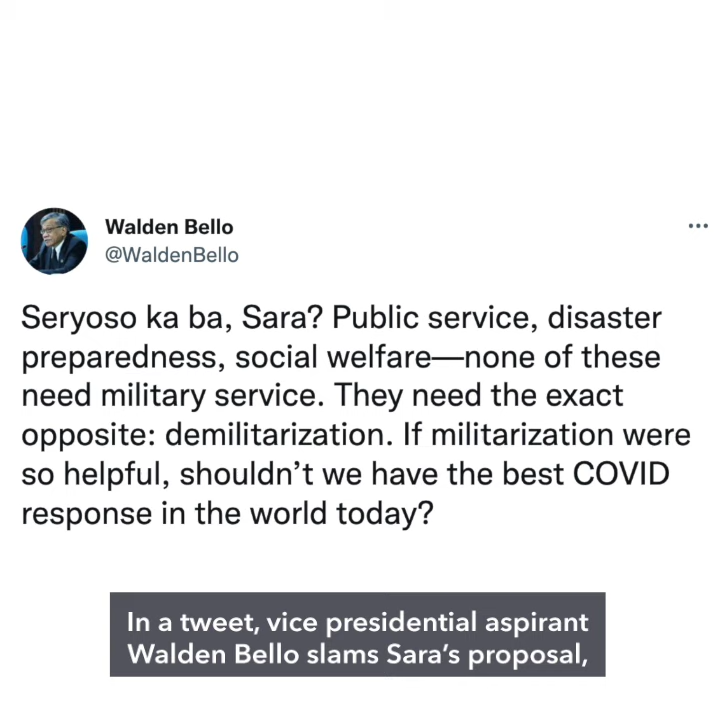 Walden Bello
@WaldenBello
Seryoso ka ba, Sara? Public service, disaster
preparedness, social welfare—none of these
need military service. They need the exact
opposite: demilitarization. If militarization were
so helpful, shouldn’t we have the best COVID
response in the world today?
In a tweet, vice presidential aspirant
Walden Bello slams Sara’s proposal,